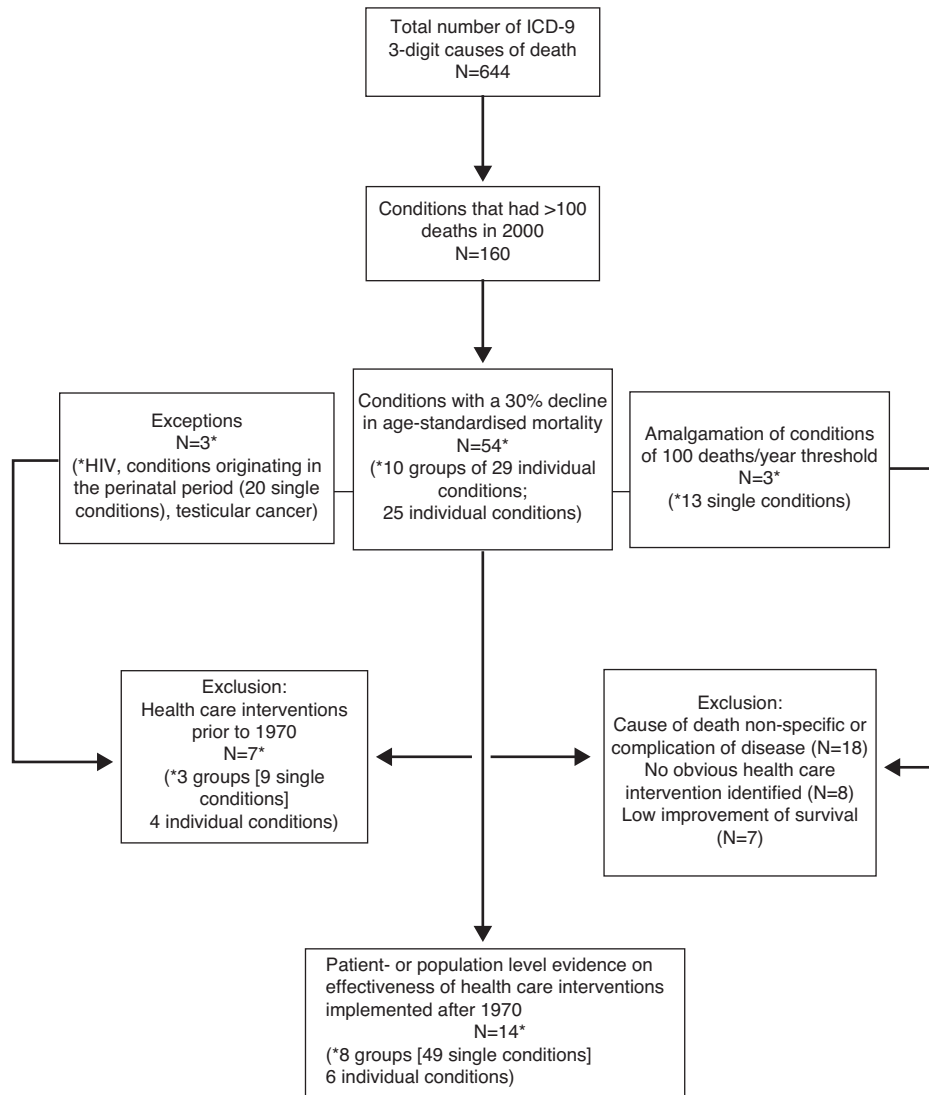 Total number of ICD-9
3-digit causes of death
N=644
Conditions that had >100
deaths in 2000
N=160
Exceptions
N=3*
(*HIV, conditions originating in
the perinatal period (20 single
conditions), testicular cancer)
Conditions with a 30% decline
in age-standardised mortality
N=54*
(*10 groups of 29 individual
conditions;
25 individual conditions)
Amalgamation of conditions
of 100 deaths/year threshold
N=3*
(*13 single conditions)
Exclusion:
Health care interventions
prior to 1970
N=7*
(*3 groups [9 single
conditions]
4 individual conditions)
Exclusion:
Cause of death non-specific or
complication of disease (N=18)
No obvious health care
intervention identified (N=8)
Low improvement of survival
(N=7)
Patient- or population level evidence on
effectiveness of health care interventions
implemented after 1970
N=14*
(*8 groups [49 single conditions]
6 individual conditions)